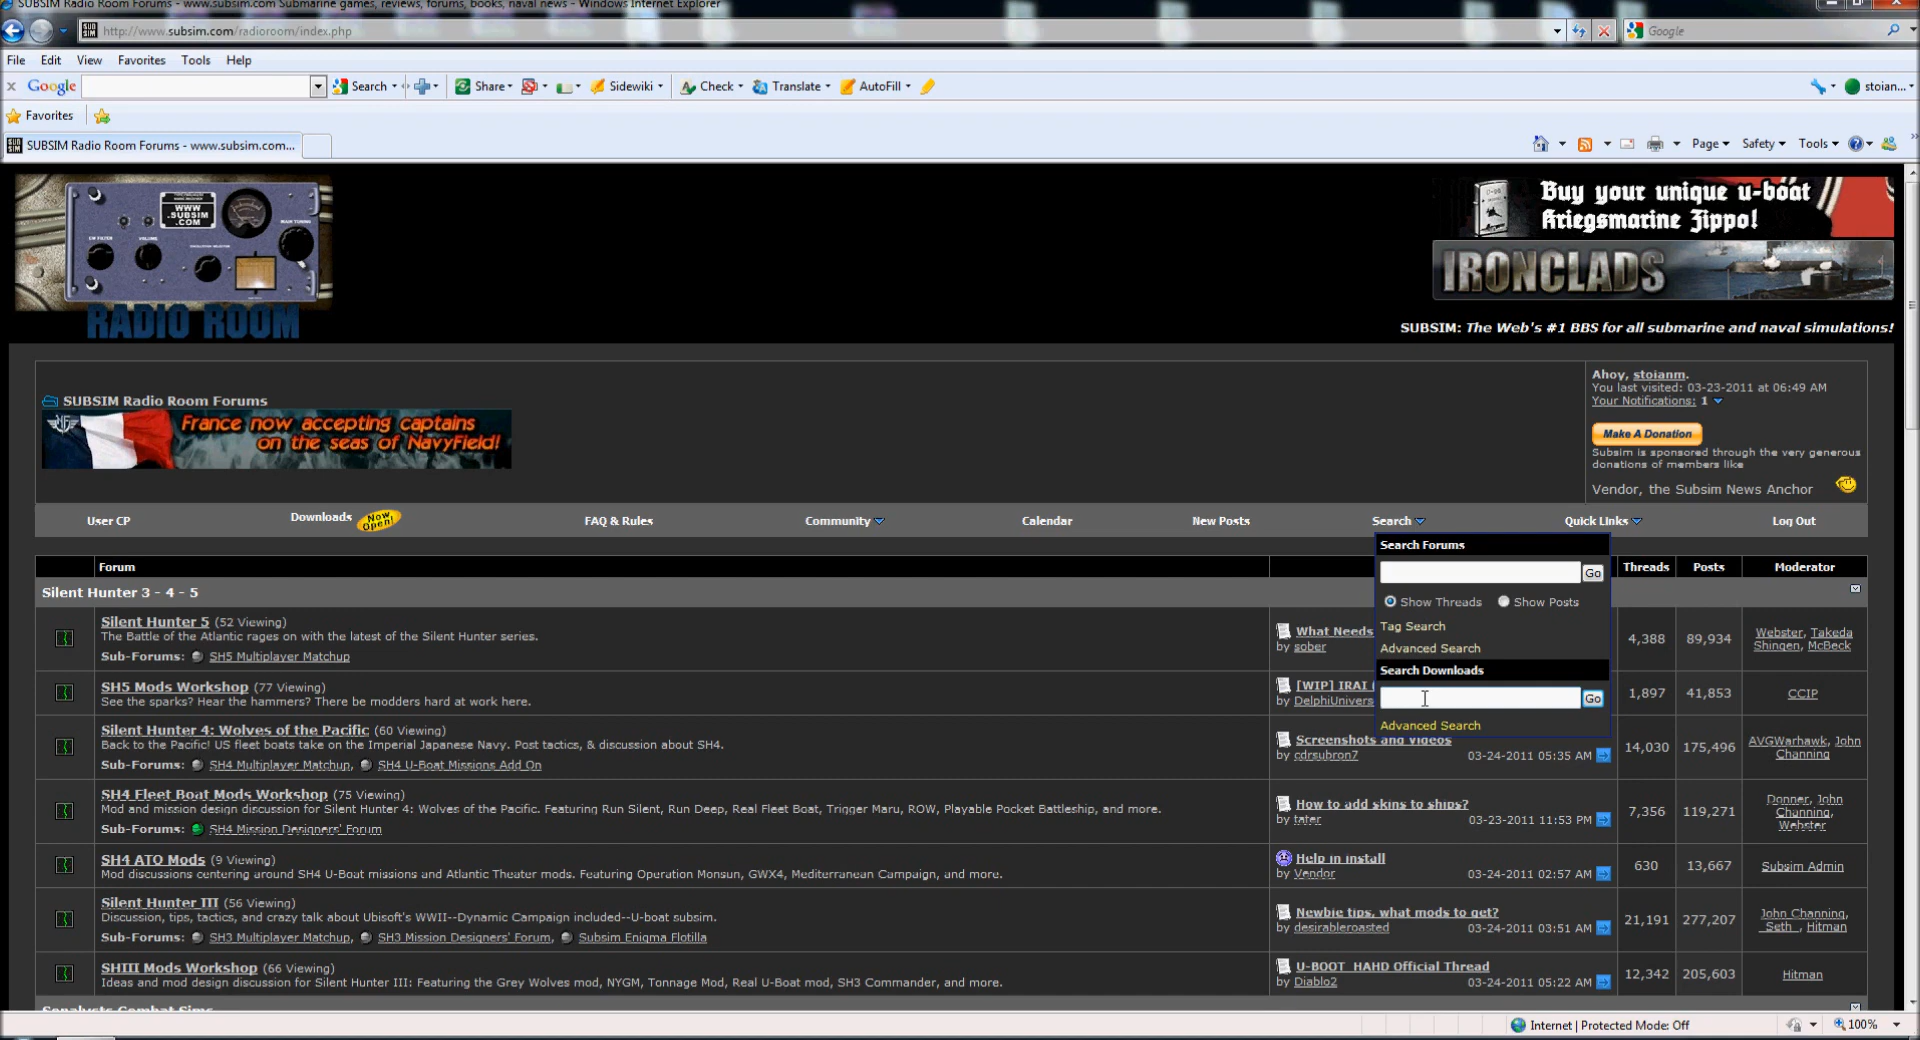 SUBSIM Radio Room Forums - www.subsim.com Submarine games, reviews, forums, books, naval news - Windows Internet Explorer
http://www.subsim.com/radioroom/index.php
Google
File Edit View Favorites Tools Help
x Google Search Share Sidewiki Check Translate AutoFill stoian...
Favorites
SUBSIM Radio Room Forums - www.subsim.com...
Page Safety Tools
WWW
.SUBSIM
.COM
VOLUME
RADIO ROOM
Buy your unique u-boat
Kriegsmarine Zippo!
IRONCLADS
SUBSIM: The Web's #1 BBS for all submarine and naval simulations!
SUBSIM Radio Room Forums
France now accepting captains
on the seas of NavyField!
Ahoy, stoianm.
You last visited: 03-23-2011 at 06:49 AM
Your Notifications: 1
Make A Donation
Subsim is sponsored through the very generous
donations of members like
Vendor, the Subsim News Anchor
User CP Downloads Now Open! FAQ & Rules Community Calendar New Posts Search Quick Links Log Out
Search Forums
Go
Show Threads Show Posts
Tag Search
Advanced Search
Search Downloads
Go
Advanced Search
Forum Threads Posts Moderator
Silent Hunter 3 - 4 - 5
Silent Hunter 5 (52 Viewing)
The Battle of the Atlantic rages on with the latest of the Silent Hunter series.
Sub-Forums: SH5 Multiplayer Matchup
What Needs
by sober
4,388 89,934
Webster, Takeda
Shingen, McBeck
SH5 Mods Workshop (77 Viewing)
See the sparks? Hear the hammers? There be modders hard at work here.
[WIP] IRAI
by DelphiUnivers
1,897 41,853 CCIP
Silent Hunter 4: Wolves of the Pacific (60 Viewing)
Back to the Pacific! US fleet boats take on the Imperial Japanese Navy. Post tactics, & discussion about SH4.
Sub-Forums: SH4 Multiplayer Matchup, SH4 U-Boat Missions Add On
Screenshots and Videos
by cdrsubron7 03-24-2011 05:35 AM
14,030 175,496
AVGWarhawk, John
Channing
SH4 Fleet Boat Mods Workshop (75 Viewing)
Mod and mission design discussion for Silent Hunter 4: Wolves of the Pacific. Featuring Run Silent, Run Deep, Real Fleet Boat, Trigger Maru, ROW, Playable Pocket Battleship, and more.
Sub-Forums: SH4 Mission Designers' Forum
How to add skins to ships?
by tater 03-23-2011 11:53 PM
7,356 119,271
Donner, John
Channing,
Webster
SH4 ATO Mods (9 Viewing)
Mod discussions centering around SH4 U-Boat missions and Atlantic Theater mods. Featuring Operation Monsun, GWX4, Mediterranean Campaign, and more.
Help in install
by Vendor 03-24-2011 02:57 AM
630 13,667 Subsim Admin
Silent Hunter III (56 Viewing)
Discussion, tips, tactics, and crazy talk about Ubisoft's WWII--Dynamic Campaign included--U-boat subsim.
Sub-Forums: SH3 Multiplayer Matchup, SH3 Mission Designers' Forum, Subsim Enigma Flotilla
Newbie tips, what mods to get?
by desirableroasted 03-24-2011 03:51 AM
21,191 277,207
John Channing,
_Seth_, Hitman
SHIII Mods Workshop (66 Viewing)
Ideas and mod design discussion for Silent Hunter III: Featuring the Grey Wolves mod, NYGM, Tonnage Mod, Real U-Boat mod, SH3 Commander, and more.
U-BOOT_HAHD Official Thread
by Diablo2 03-24-2011 05:22 AM
12,342 205,603 Hitman
Sonalysts Combat Sims
Internet | Protected Mode: Off 100%